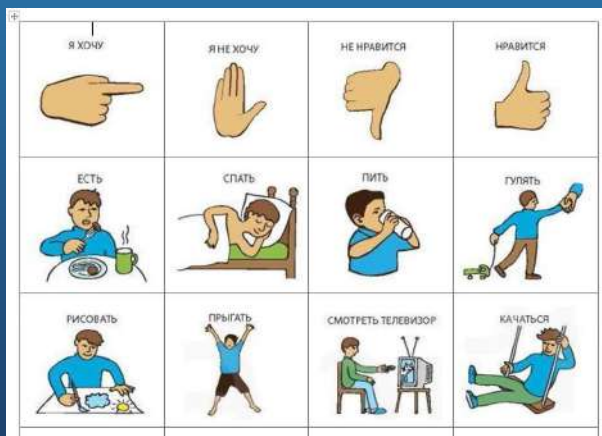 Я ХОЧУ
Я НЕ ХОЧУ
НЕ НРАВИТСЯ
НРАВИТСЯ
ЕСТЬ
СПАТЬ
ПИТЬ
ГУЛЯТЬ
РИСОВАТЬ
ПРЫГАТЬ
СМОТРЕТЬ ТЕЛЕВИЗОР
КАЧАТЬСЯ